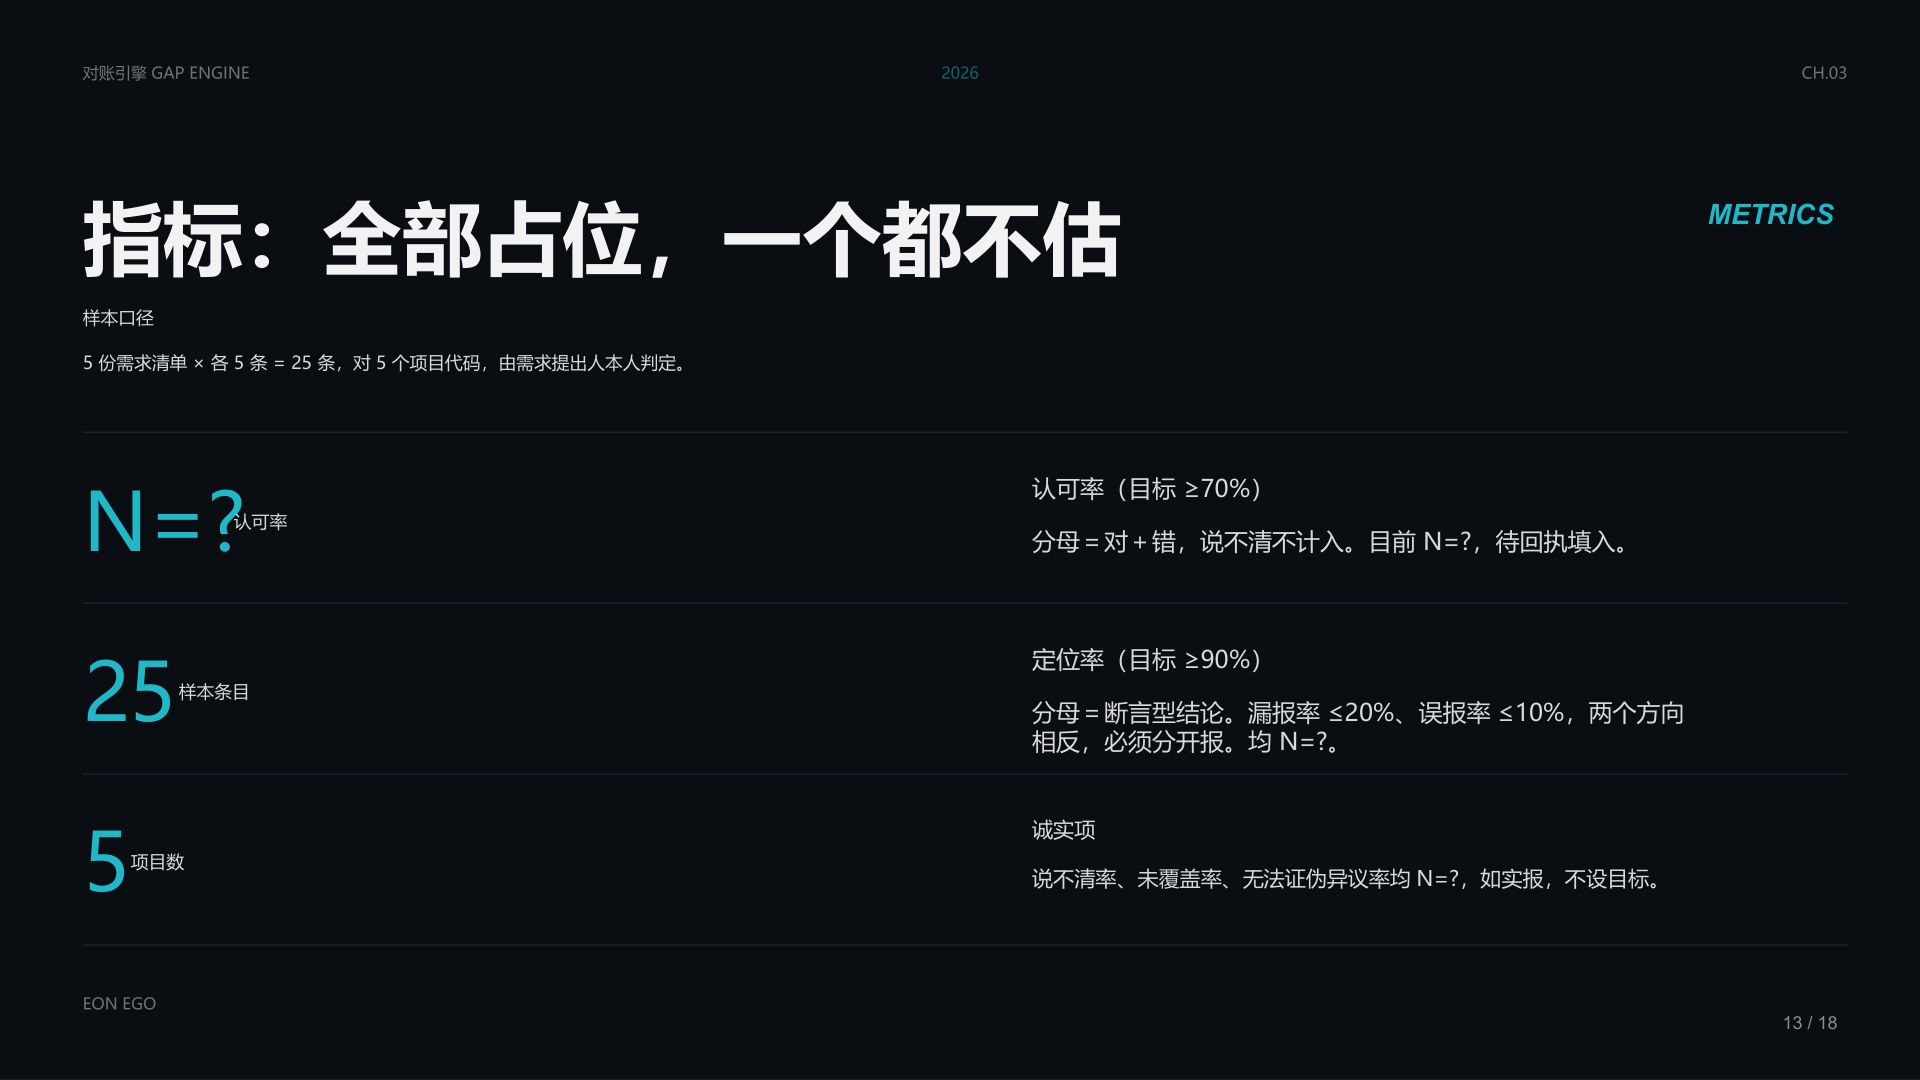 对账引擎 GAP ENGINE
2026
CH.03
指标：全部占位，一个都不估
METRICS
样本口径
5 份需求清单 × 各 5 条 = 25 条，对 5 个项目代码，由需求提出人本人判定。
N=?
认可率
认可率（目标 ≥70%）
分母＝对＋错，说不清不计入。目前 N=?，待回执填入。
25
样本条目
定位率（目标 ≥90%）
分母＝断言型结论。漏报率 ≤20%、误报率 ≤10%，两个方向
相反，必须分开报。均 N=?。
5
项目数
诚实项
说不清率、未覆盖率、无法证伪异议率均 N=?，如实报，不设目标。
EON EGO
13 / 18